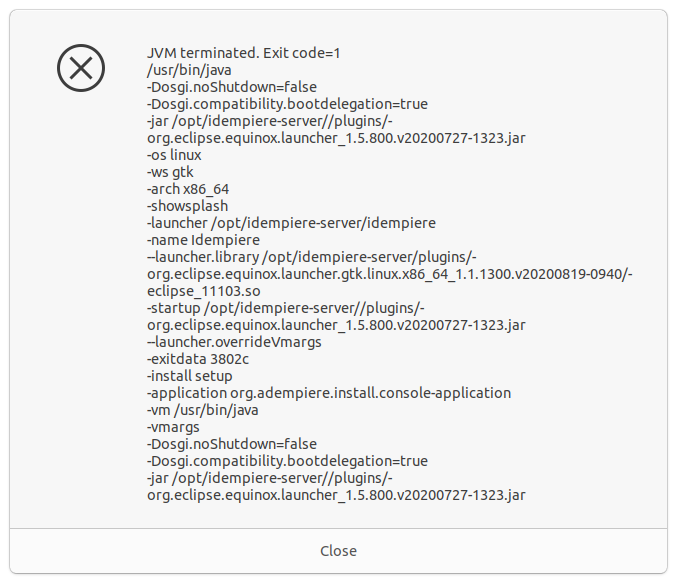 JVM terminated. Exit code=1
/usr/bin/java
-Dosgi.noShutdown=false
-Dosgi.compatibility.bootdelegation=true
-jar /opt/idempiere-server//plugins/-
org.eclipse.equinox.launcher_1.5.800.v20200727-1323.jar
-os linux
-ws gtk
-arch x86_64
-showsplash
-launcher /opt/idempiere-server/idempiere
-name Idempiere
--launcher.library /opt/idempiere-server/plugins/-
org.eclipse.equinox.launcher.gtk.linux.x86_64_1.1.1300.v20200819-0940/-
eclipse_11103.so
-startup /opt/idempiere-server//plugins/-
org.eclipse.equinox.launcher_1.5.800.v20200727-1323.jar
--launcher.overrideVmargs
-exitdata 3802c
-install setup
-application org.adempiere.install.console-application
-vm /usr/bin/java
-vmargs
-Dosgi.noShutdown=false
-Dosgi.compatibility.bootdelegation=true
-jar /opt/idempiere-server//plugins/-
org.eclipse.equinox.launcher_1.5.800.v20200727-1323.jar
Close